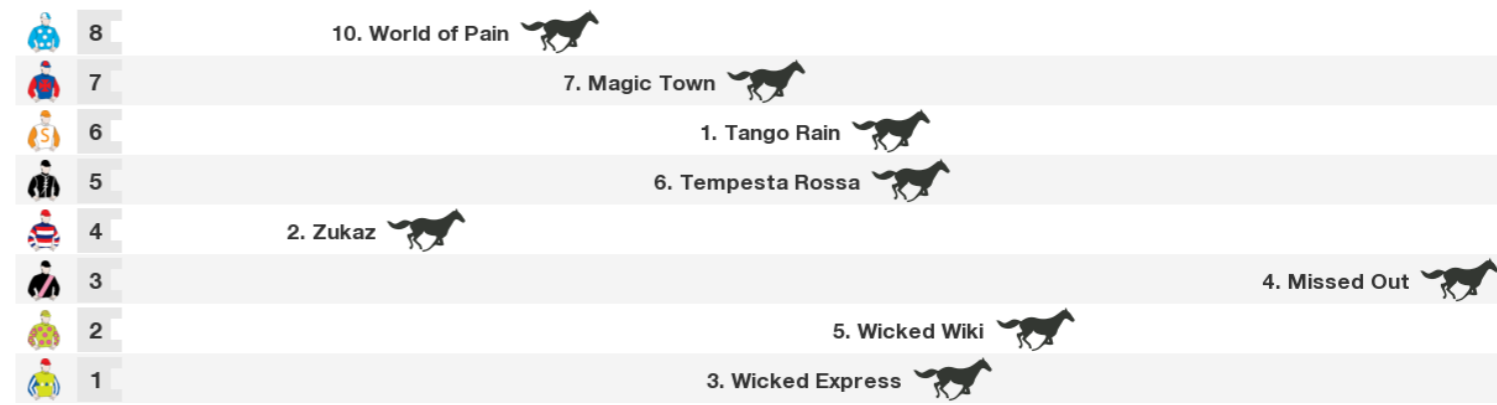 8 10. World of Pain
7 7. Magic Town
S
6 1. Tango Rain
5 6. Tempesta Rossa
4 2. Zukaz
3 4. Missed Out
2 5. Wicked Wiki
1 3. Wicked Express